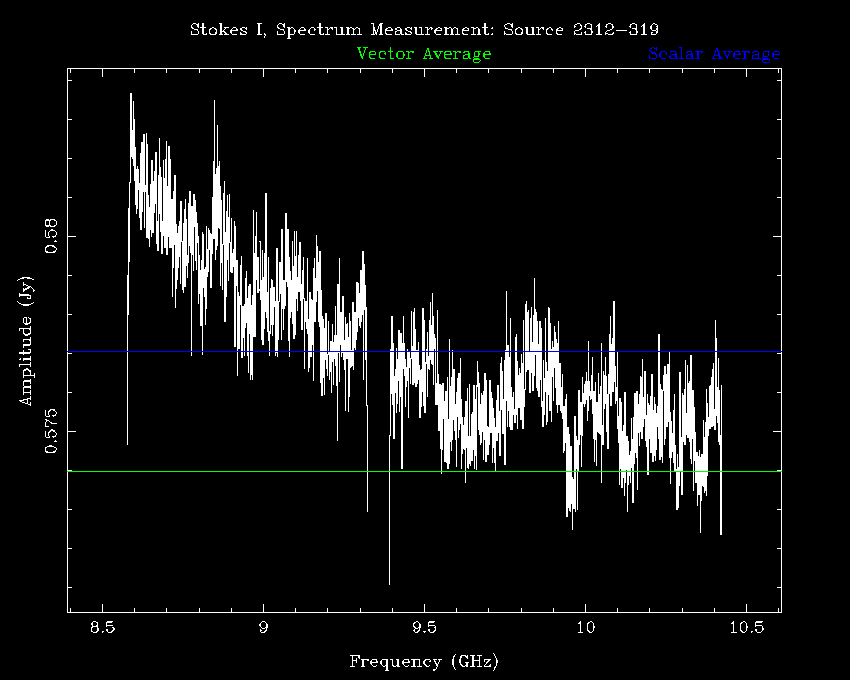 Stokes I, Spectrum Measurement: Source 2312-319
Vector Average Scalar Average
0.58
0.575
Amplitude (Jy)
8.5 9 9.5 10 10.5
Frequency (GHz)